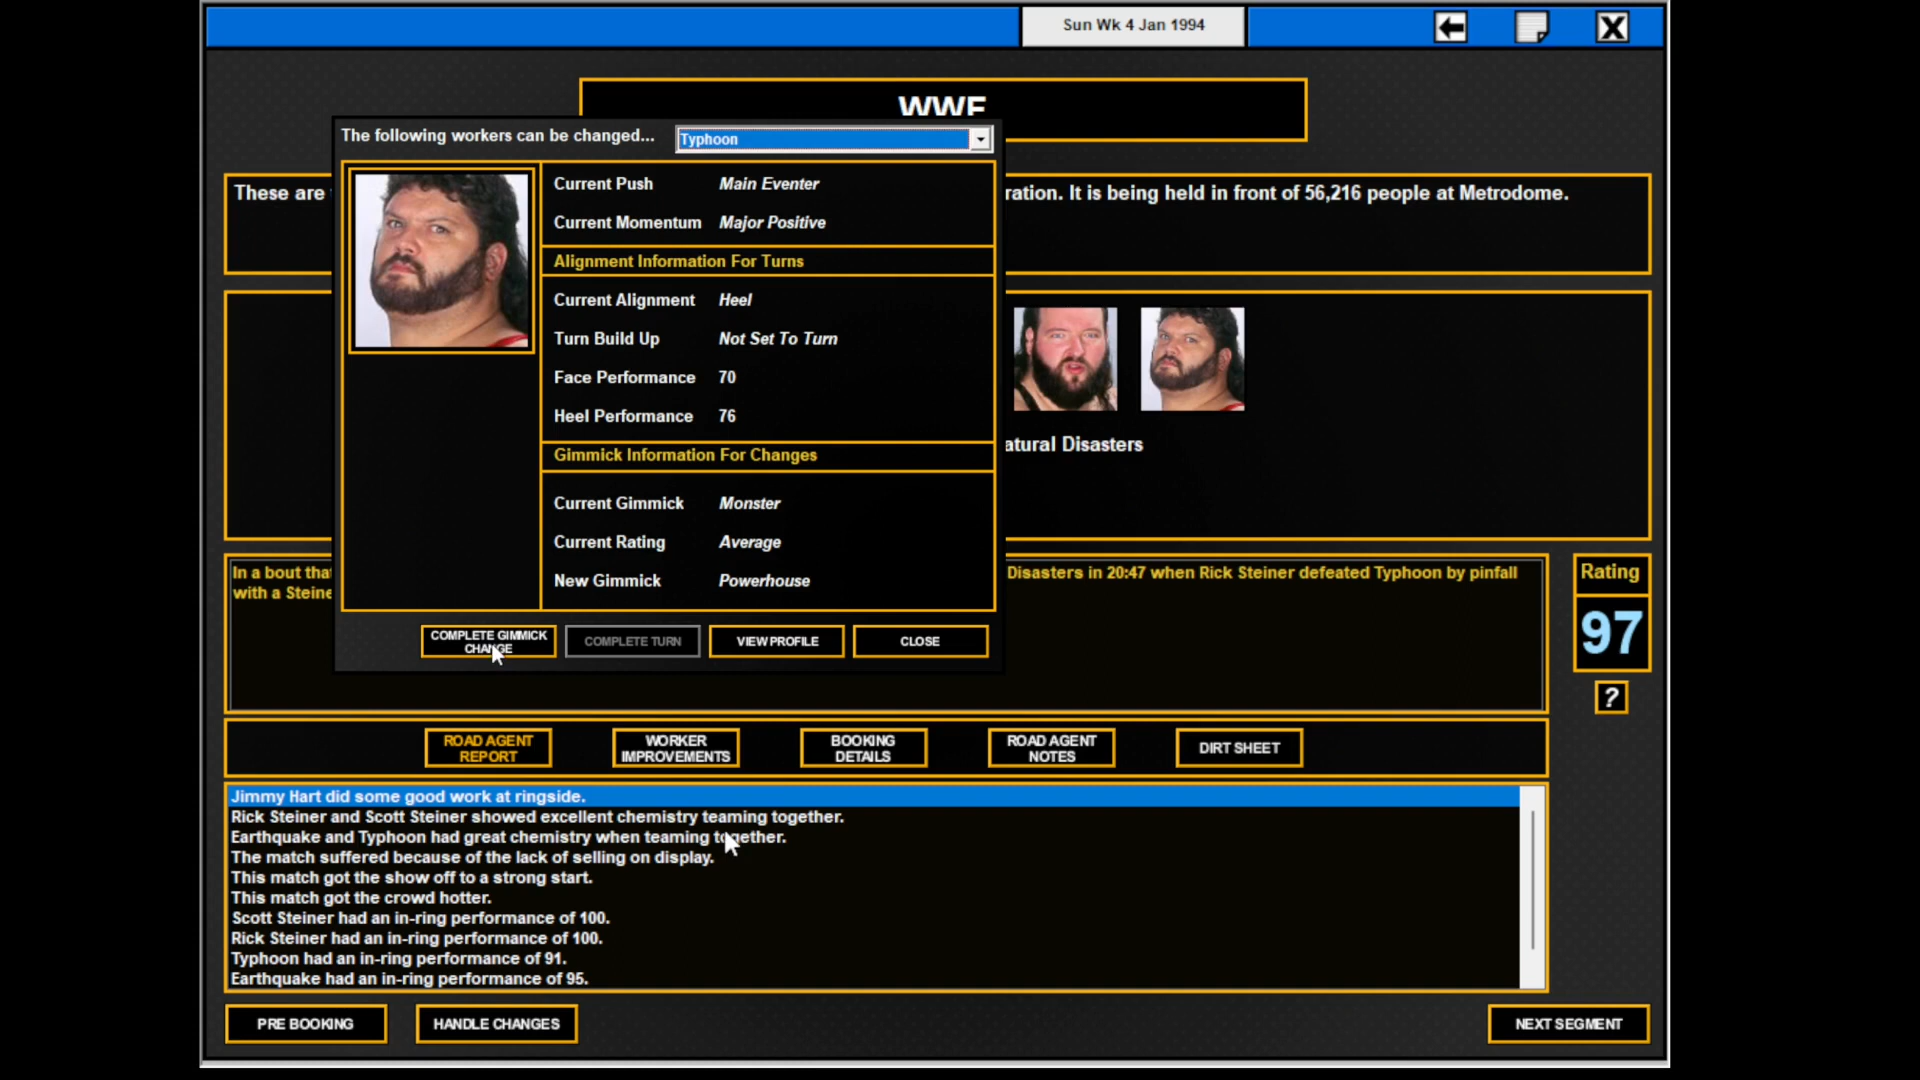 Sun Wk 4 Jan 1994
WWF
The following workers can be changed...
Typhoon
These are
ration. It is being held in front of 56,216 people at Metrodome.
Current Push Main Eventer
Current Momentum Major Positive
Alignment Information For Turns
Current Alignment Heel
Turn Build Up Not Set To Turn
Face Performance 70
Heel Performance 76
Gimmick Information For Changes
Current Gimmick Monster
Current Rating Average
New Gimmick Powerhouse
COMPLETE GIMMICK
CHANGE
COMPLETE TURN
VIEW PROFILE
CLOSE
atural Disasters
In a bout tha
Disasters in 20:47 when Rick Steiner defeated Typhoon by pinfall
with a Steine
Rating
97
?
ROAD AGENT
REPORT
WORKER
IMPROVEMENTS
BOOKING
DETAILS
ROAD AGENT
NOTES
DIRT SHEET
Jimmy Hart did some good work at ringside.
Rick Steiner and Scott Steiner showed excellent chemistry teaming together.
Earthquake and Typhoon had great chemistry when teaming together.
The match suffered because of the lack of selling on display.
This match got the show off to a strong start.
This match got the crowd hotter.
Scott Steiner had an in-ring performance of 100.
Rick Steiner had an in-ring performance of 100.
Typhoon had an in-ring performance of 91.
Earthquake had an in-ring performance of 95.
PRE BOOKING
HANDLE CHANGES
NEXT SEGMENT